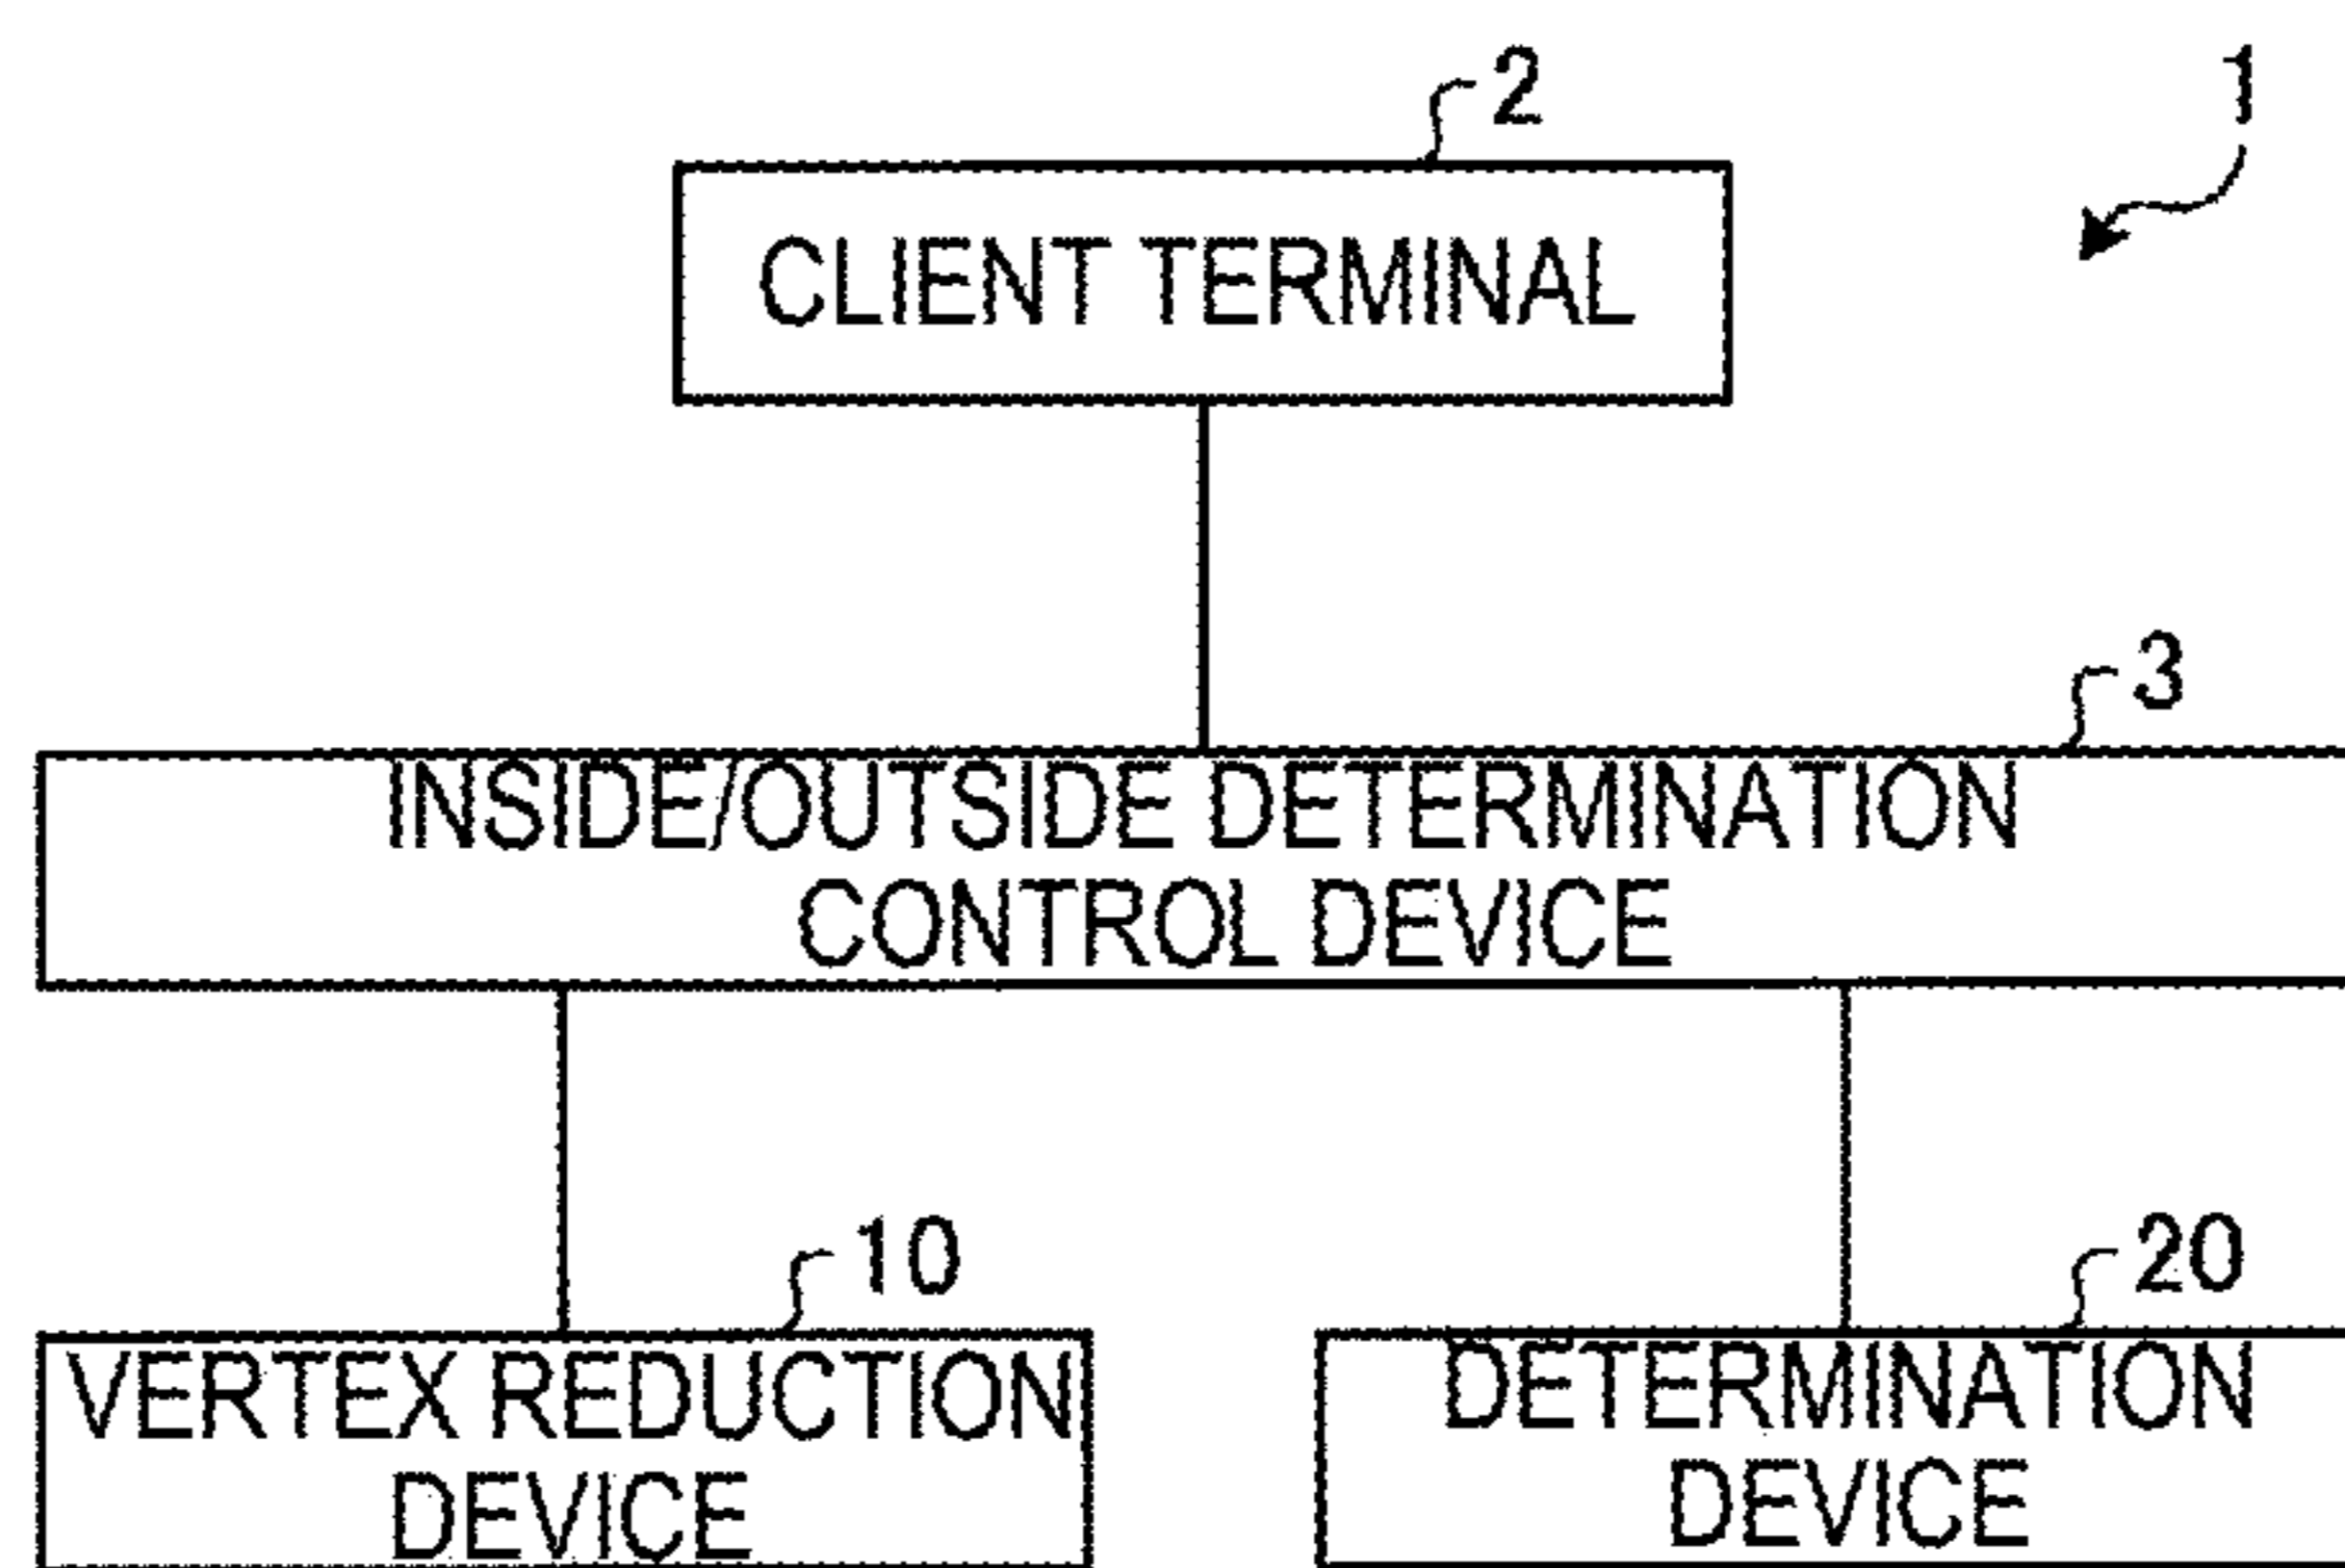 2
1
CLIENT TERMINAL
3
INSIDE/OUTSIDE DETERMINATION
CONTROL DEVICE
10
20
VERTEX REDUCTION
DEVICE
DETERMINATION
DEVICE